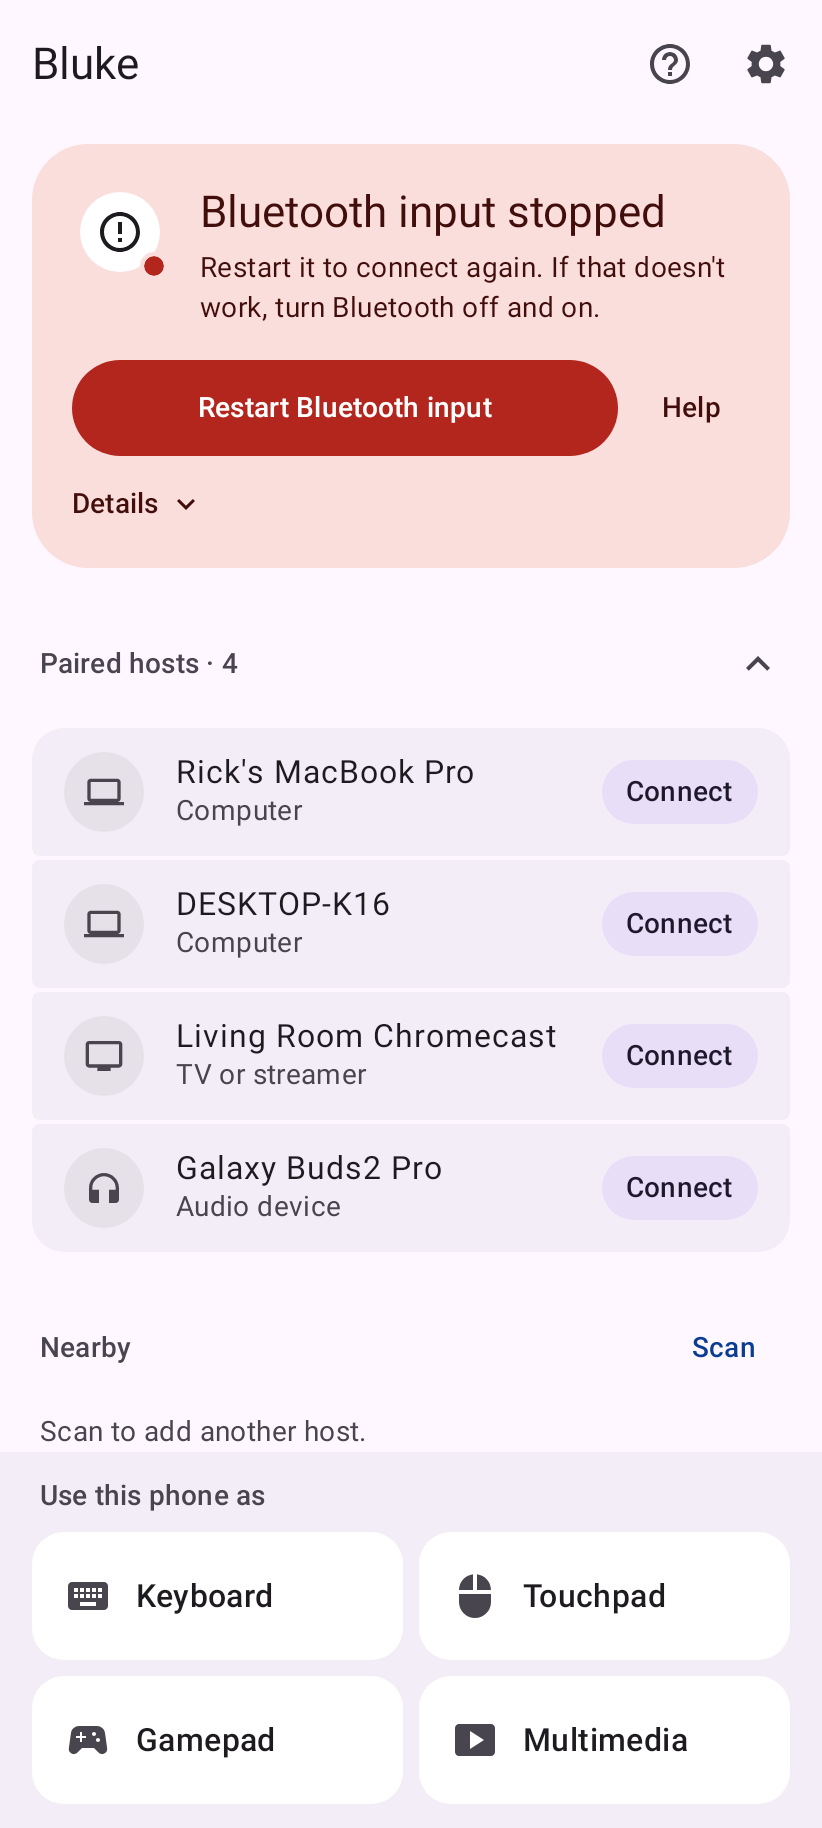 Bluke
Bluetooth input stopped
Restart it to connect again. If that doesn't
work, turn Bluetooth off and on.
Restart Bluetooth input
Help
Details
Paired hosts · 4
Rick's MacBook Pro
Computer
Connect
DESKTOP-K16
Computer
Connect
Living Room Chromecast
TV or streamer
Connect
Galaxy Buds2 Pro
Audio device
Connect
Nearby
Scan
Scan to add another host.
Use this phone as
Keyboard
Touchpad
Gamepad
Multimedia